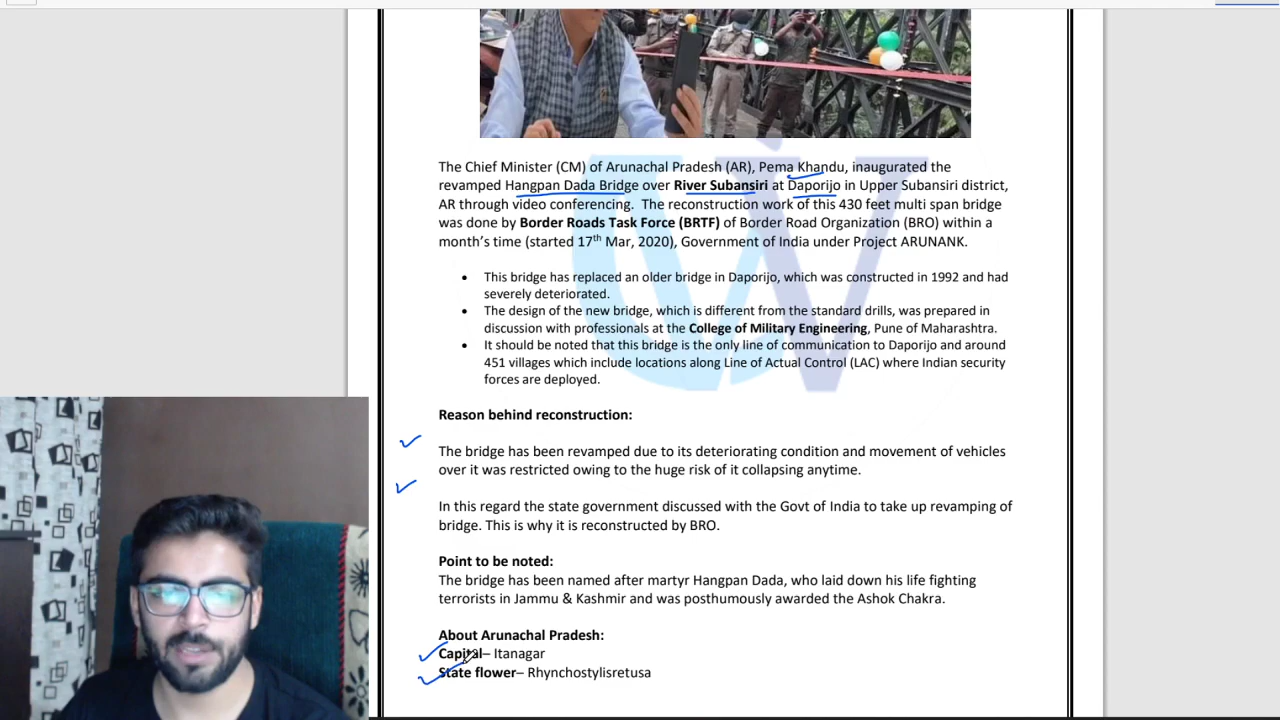 The Chief Minister (CM) of Arunachal Pradesh (AR), Pema Khandu, inaugurated the
revamped Hangpan Dada Bridge over River Subansiri at Daporijo in Upper Subansiri district,
AR through video conferencing.  The reconstruction work of this 430 feet multi span bridge
was done by Border Roads Task Force (BRTF) of Border Road Organization (BRO) within a
month's time (started 17th Mar, 2020), Government of India under Project ARUNANK.
• This bridge has replaced an older bridge in Daporijo, which was constructed in 1992 and had
severely deteriorated.
• The design of the new bridge, which is different from the standard drills, was prepared in
discussion with professionals at the College of Military Engineering, Pune of Maharashtra.
• It should be noted that this bridge is the only line of communication to Daporijo and around
451 villages which include locations along Line of Actual Control (LAC) where Indian security
forces are deployed.
Reason behind reconstruction:
The bridge has been revamped due to its deteriorating condition and movement of vehicles
over it was restricted owing to the huge risk of it collapsing anytime.
In this regard the state government discussed with the Govt of India to take up revamping of
bridge. This is why it is reconstructed by BRO.
Point to be noted:
The bridge has been named after martyr Hangpan Dada, who laid down his life fighting
terrorists in Jammu & Kashmir and was posthumously awarded the Ashok Chakra.
About Arunachal Pradesh:
Capital– Itanagar
State flower– Rhynchostylisretusa